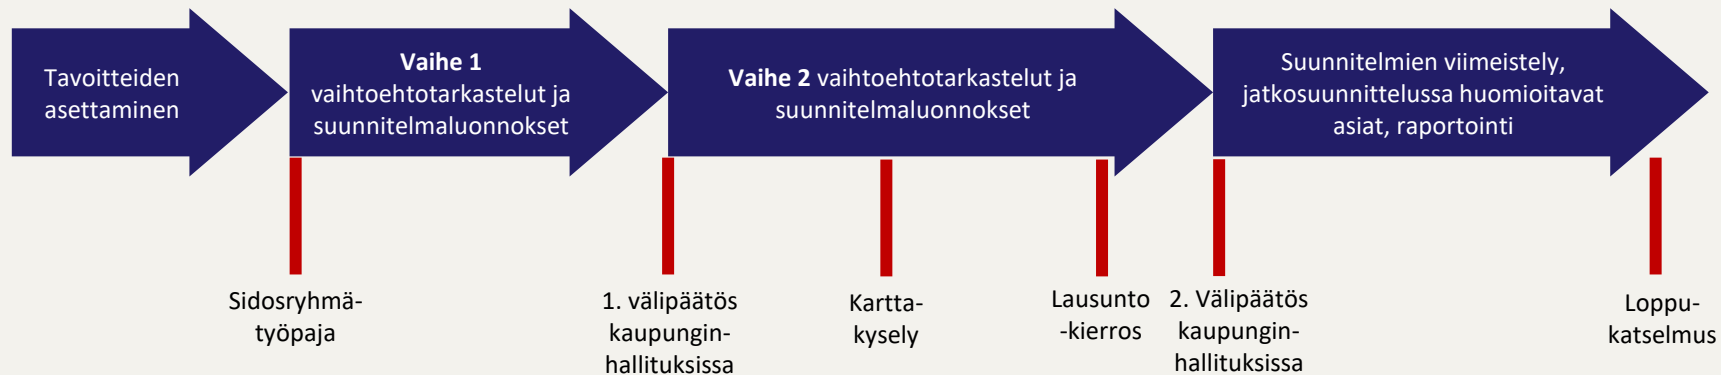 Tavoitteiden
asettaminen
Vaihe 1
vaihtoehtotarkastelut ja
suunnitelmaluonnokset
Vaihe 2 vaihtoehtotarkastelut ja
suunnitelmaluonnokset
Suunnitelmien viimeistely,
jatkosuunnittelussa huomioitavat
asiat, raportointi
Sidosryhmä-
työpaja
1. välipäätös
kaupungin-
hallituksissa
Kartta-
kysely
Lausunto
-kierros
2. Välipäätös
kaupungin-
hallituksissa
Loppu-
katselmus